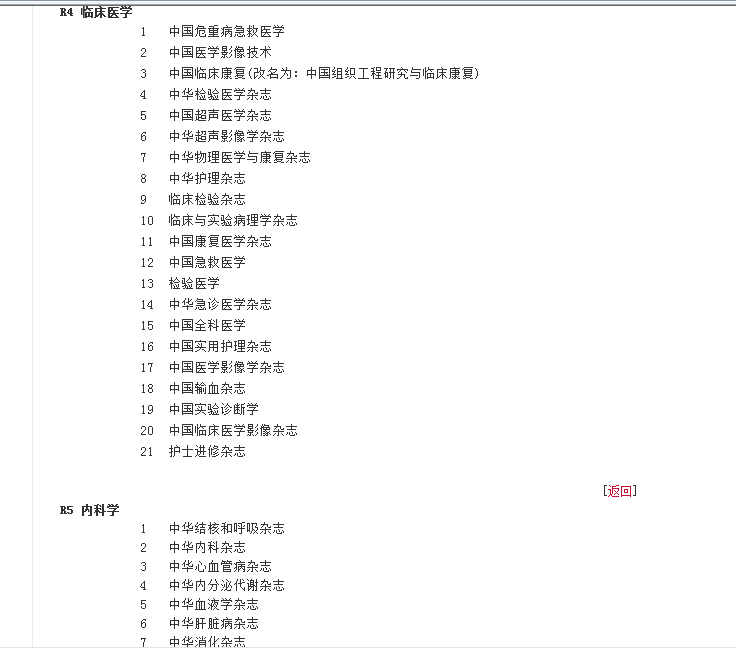 R4 临床医学
1 中国危重病急救医学
2 中国医学影像技术
3 中国临床康复(改名为: 中国组织工程研究与临床康复)
4 中华检验医学杂志
5 中国超声医学杂志
6 中华超声影像学杂志
7 中华物理医学与康复杂志
8 中华护理杂志
9 临床检验杂志
10 临床与实验病理学杂志
11 中国康复医学杂志
12 中国急救医学
13 检验医学
14 中华急诊医学杂志
15 中国全科医学
16 中国实用护理杂志
17 中国医学影像学杂志
18 中国输血杂志
19 中国实验诊断学
20 中国临床医学影像杂志
21 护士进修杂志
[返回]
R5 内科学
1 中华结核和呼吸杂志
2 中华内科杂志
3 中华心血管病杂志
4 中华内分泌代谢杂志
5 中华血液学杂志
6 中华肝脏病杂志
7 中华消化杂志